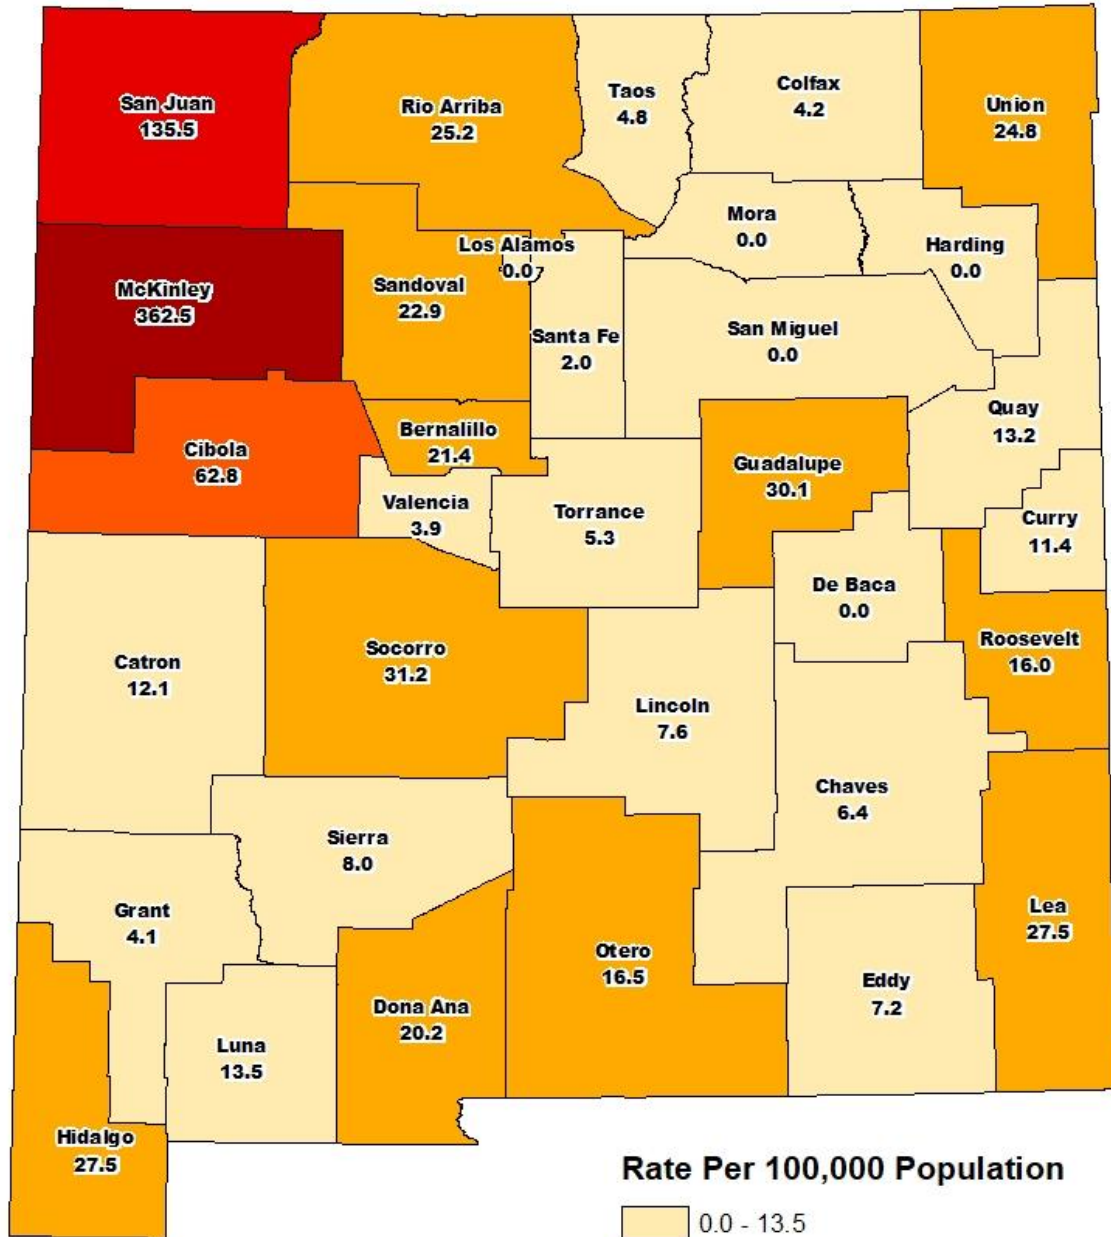 San Juan
135.5
Rio Arriba
25.2
Taos
4.8
Colfax
4.2
Union
24.8
Mora
0.0
Harding
0.0
Los Alamos
0.0
McKinley
362.5
Sandoval
22.9
Santa Fe
2.0
San Miguel
0.0
Quay
13.2
Cibola
62.8
Bernalillo
21.4
Guadalupe
30.1
Valencia
3.9
Torrance
5.3
Curry
11.4
De Baca
0.0
Roosevelt
16.0
Catron
12.1
Socorro
31.2
Lincoln
7.6
Chaves
6.4
Sierra
8.0
Grant
4.1
Otero
16.5
Lea
27.5
Dona Ana
20.2
Eddy
7.2
Luna
13.5
Hidalgo
27.5
Rate Per 100,000 Population
0.0 - 13.5